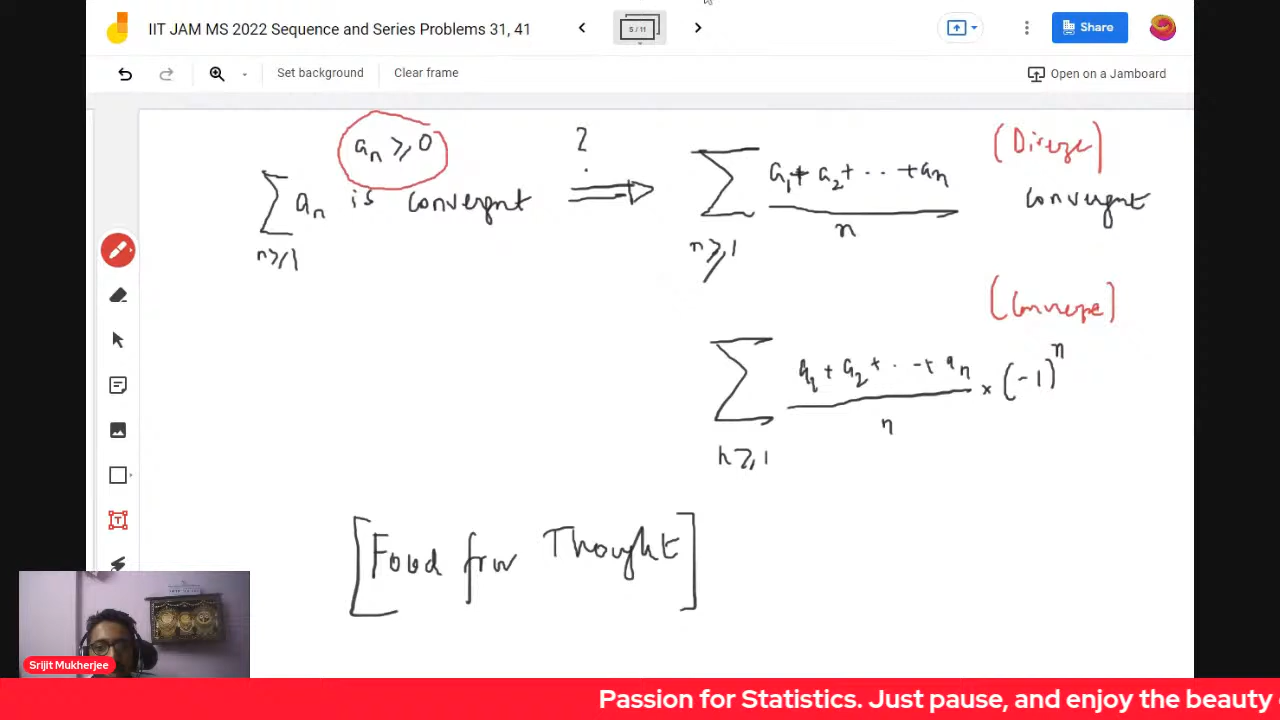 IIT JAM MS 2022 Sequence and Series Problems 31, 41
5 / 11
Share
Set background
Clear frame
Open on a Jamboard
aₙ ⩾ 0
?
(Diverge)
∑ aₙ is convergent ⟹ ∑ (a₁ + a₂ + ... + aₙ)/n convergent
n⩾1
n⩾1
(Converge)
∑ (a₁ + a₂ + ... + aₙ)/n × (-1)ⁿ
n⩾1
[Food for Thought]
Srijit Mukherjee
Passion for Statistics. Just pause, and enjoy the beauty